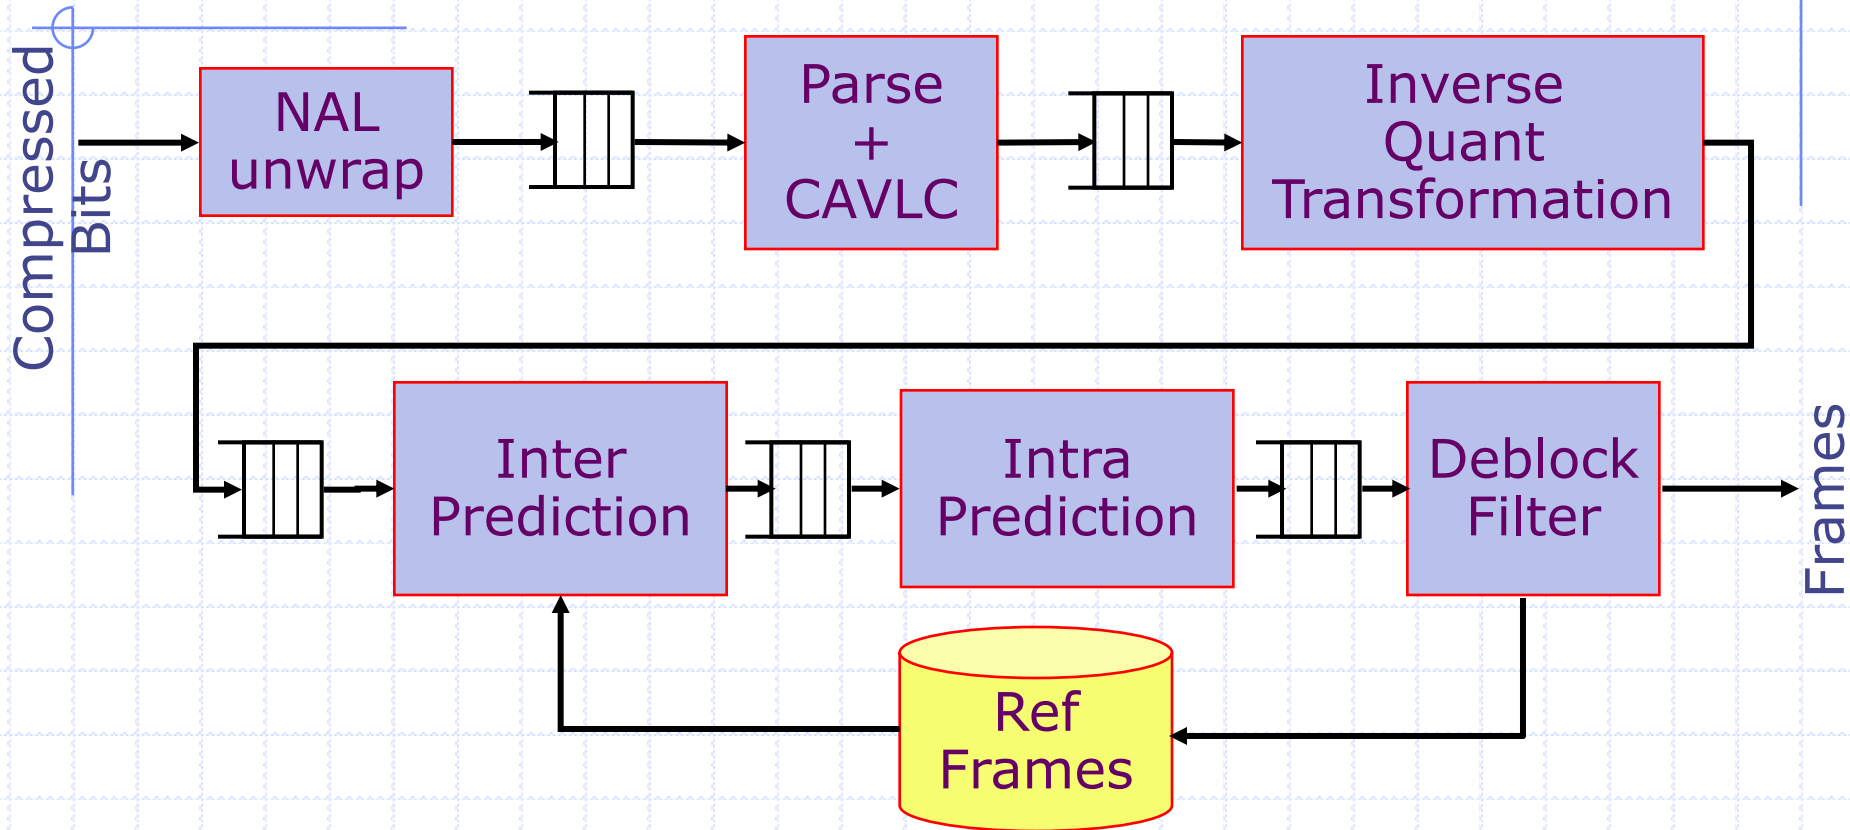 Compressed
Bits
NAL
unwrap
Parse
+
CAVLC
Inverse
Quant
Transformation
Inter
Prediction
Intra
Prediction
Deblock
Filter
Frames
Ref
Frames